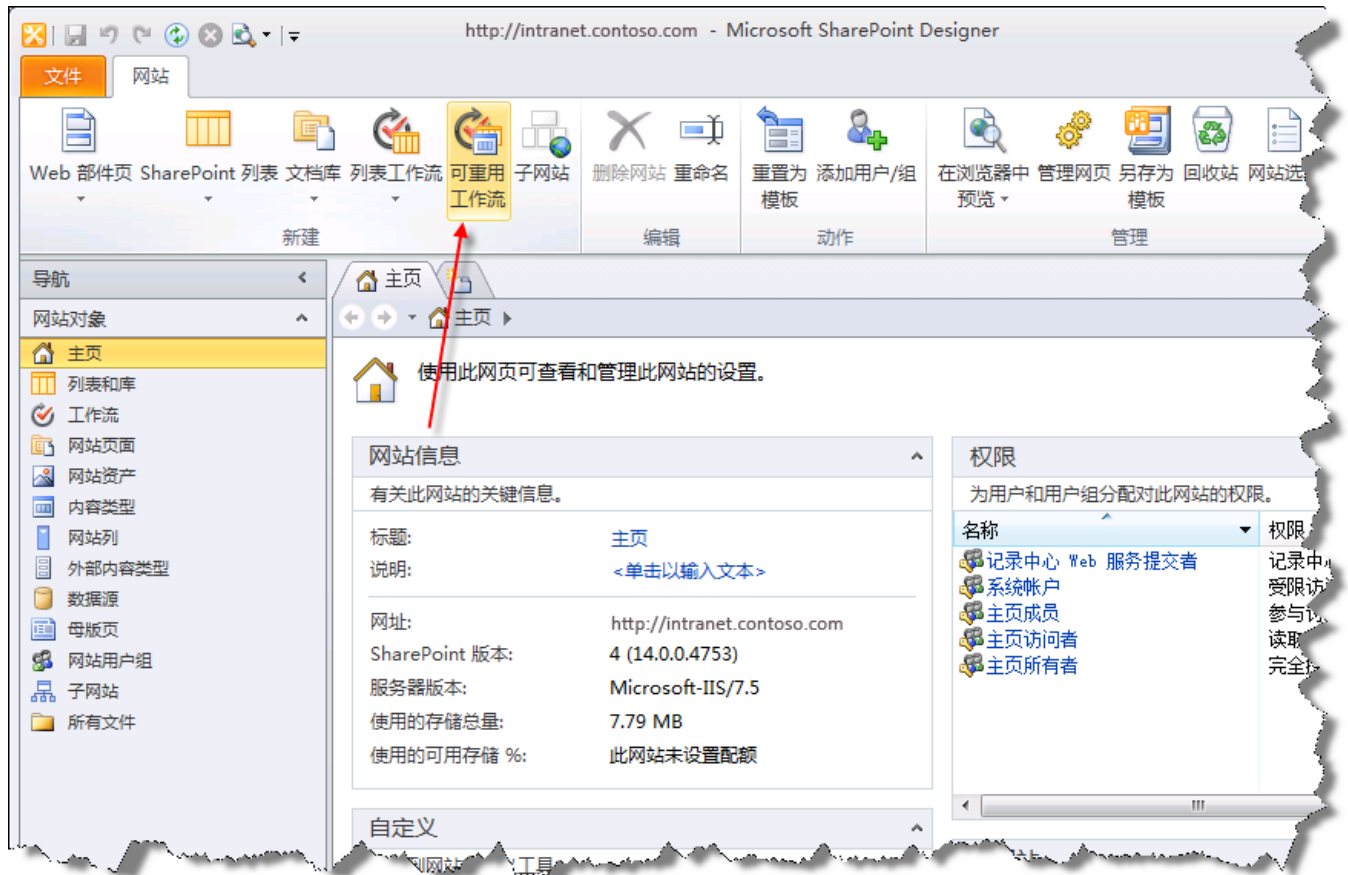 http://intranet.contoso.com - Microsoft SharePoint Designer
文件 网站
Web 部件页 SharePoint 列表 文档库 列表工作流 可重用工作流 子网站 删除网站 重命名 重置为模板 添加用户/组 在浏览器中预览 管理网页 另存为模板 回收站 网站选
新建 编辑 动作 管理
导航
网站对象
主页
列表和库
工作流
网站页面
网站资产
内容类型
网站列
外部内容类型
数据源
母版页
网站用户组
子网站
所有文件
主页
主页
使用此网页可查看和管理此网站的设置。
网站信息
有关此网站的关键信息。
标题: 主页
说明: <单击以输入文本>
网址: http://intranet.contoso.com
SharePoint 版本: 4 (14.0.0.4753)
服务器版本: Microsoft-IIS/7.5
使用的存储总量: 7.79 MB
使用的可用存储 %: 此网站未设置配额
自定义
权限
为用户和用户组分配对此网站的权限。
名称 权限
记录中心 Web 服务提交者 记录中
系统帐户 受限访
主页成员 参与
主页访问者 读取
主页所有者 完全